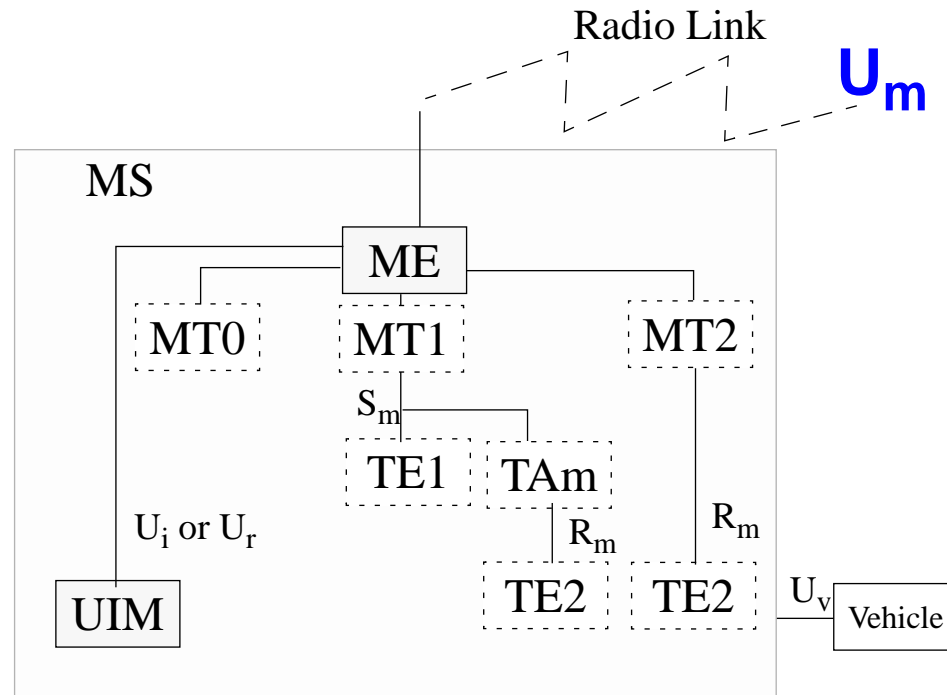 Radio Link
Um
MS
ME
MT0
MT1
MT2
Sm
TE1
TAm
Ui or Ur
Rm
Rm
UIM
TE2
TE2
Uv
Vehicle